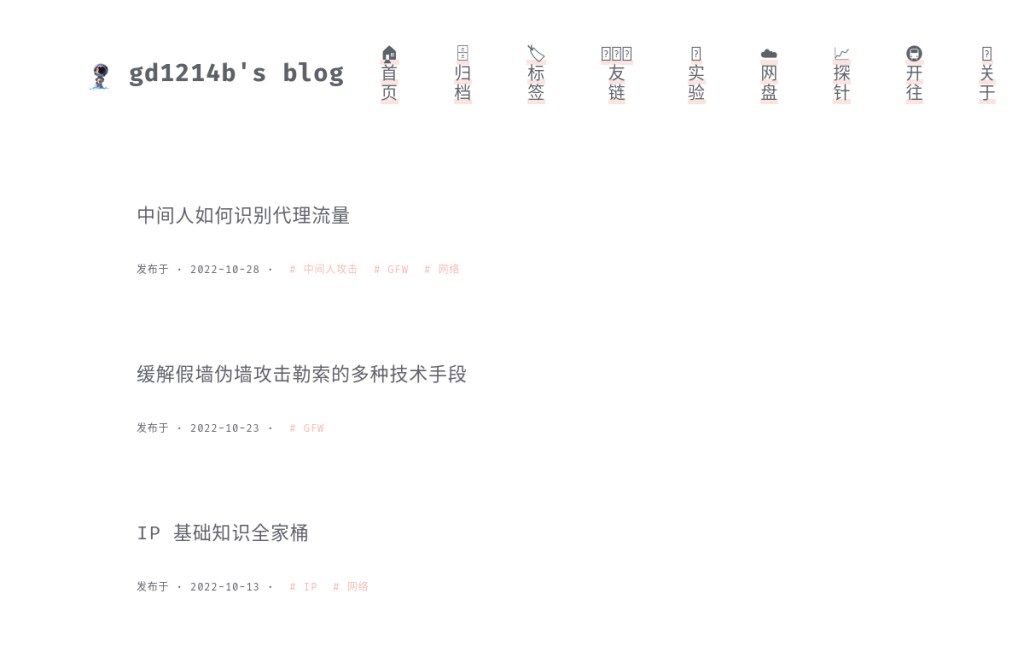 gd1214b's blog
首页
归档
标签
友链
实验
网盘
探针
开往
关于
中间人如何识别代理流量
发布于 · 2022-10-28 · # 中间人攻击 # GFW # 网络
缓解假墙伪墙攻击勒索的多种技术手段
发布于 · 2022-10-23 · # GFW
IP 基础知识全家桶
发布于 · 2022-10-13 · # IP # 网络